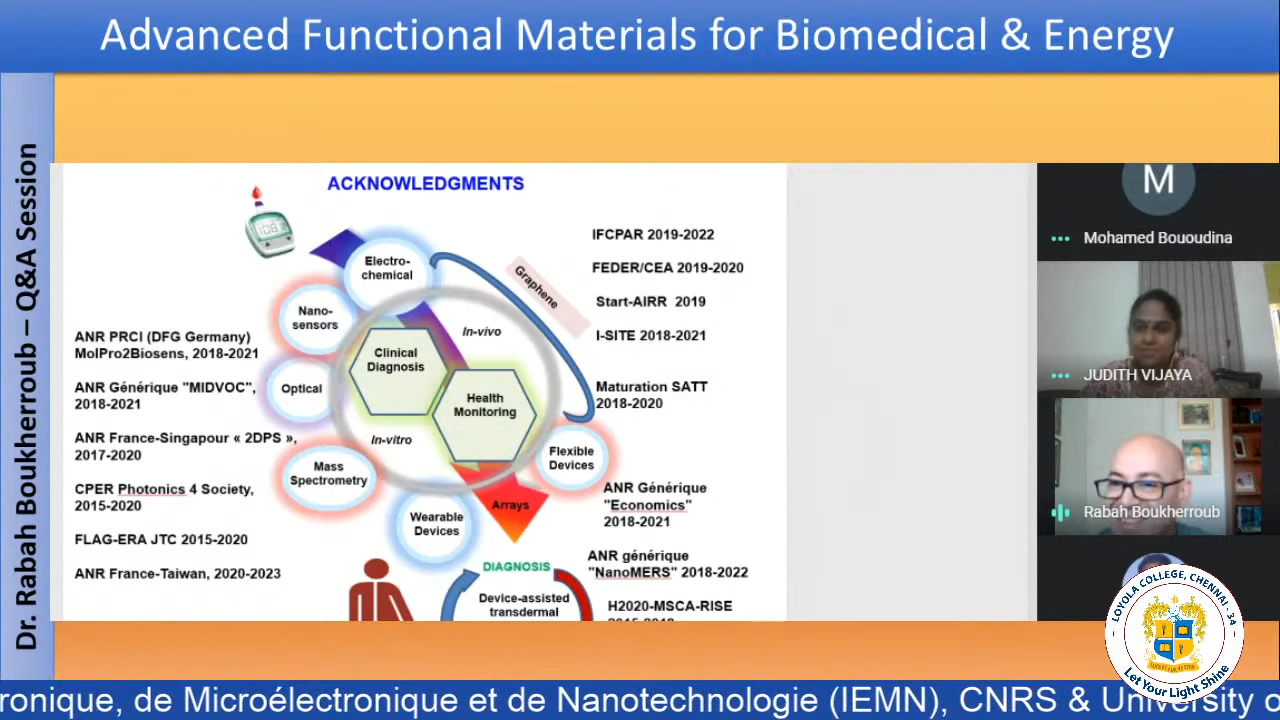 Advanced Functional Materials for Biomedical & Energy
Dr. Rabah Boukherroub – Q&A Session
ACKNOWLEDGMENTS
Electro-
chemical
Nano-
sensors
Optical
Mass
Spectrometry
Wearable
Devices
Flexible
Devices
Graphene
In-vivo
In-vitro
Clinical
Diagnosis
Health
Monitoring
Arrays
DIAGNOSIS
Device-assisted
transdermal
ANR PRCI (DFG Germany)
MolPro2Biosens, 2018-2021
ANR Générique "MIDVOC",
2018-2021
ANR France-Singapour « 2DPS »,
2017-2020
CPER Photonics 4 Society,
2015-2020
FLAG-ERA JTC 2015-2020
ANR France-Taiwan, 2020-2023
IFCPAR 2019-2022
FEDER/CEA 2019-2020
Start-AIRR 2019
I-SITE 2018-2021
Maturation SATT
2018-2020
ANR Générique
"Economics"
2018-2021
ANR générique
"NanoMERS" 2018-2022
H2020-MSCA-RISE
M
Mohamed Bououdina
JUDITH VIJAYA
Rabah Boukherroub
LOYOLA COLLEGE, CHENNAI - 34
Let Your Light Shine
ronique, de Microélectronique et de Nanotechnologie (IEMN), CNRS & University o